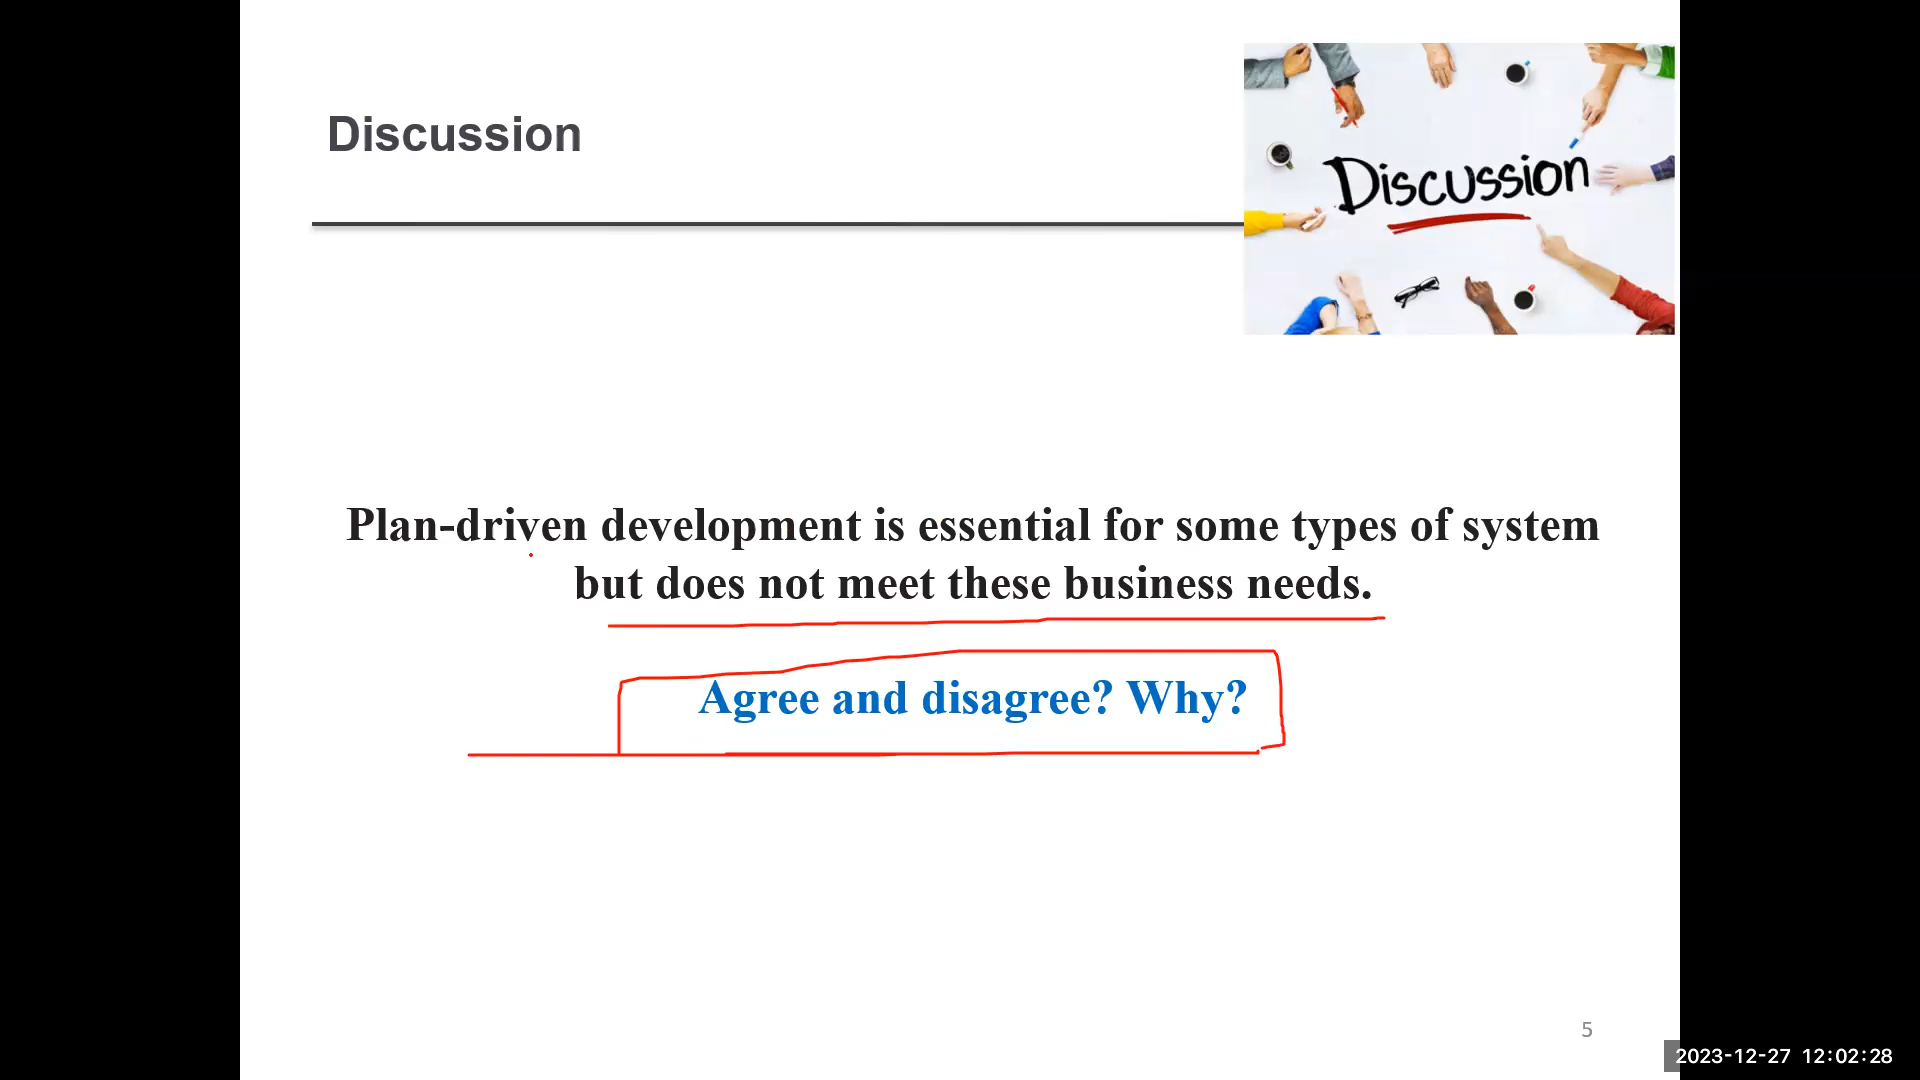 Discussion
Discussion
Plan-driven development is essential for some types of system
but does not meet these business needs.
Agree and disagree? Why?
5
2023-12-27 12:02:28